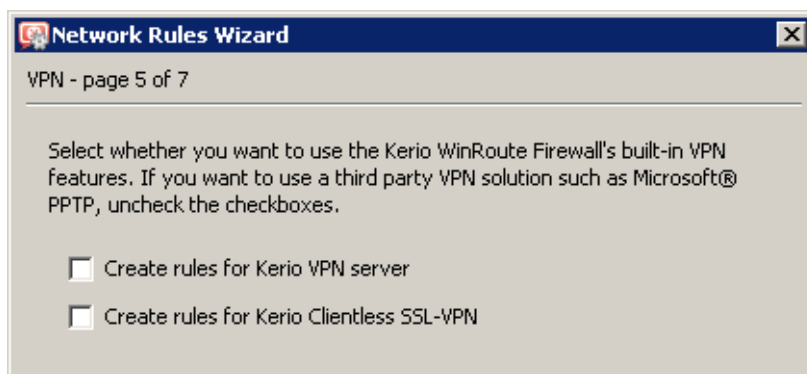 Network Rules Wizard
VPN - page 5 of 7
Select whether you want to use the Kerio WinRoute Firewall's built-in VPN
features. If you want to use a third party VPN solution such as Microsoft®
PPTP, uncheck the checkboxes.
Create rules for Kerio VPN server
Create rules for Kerio Clientless SSL-VPN